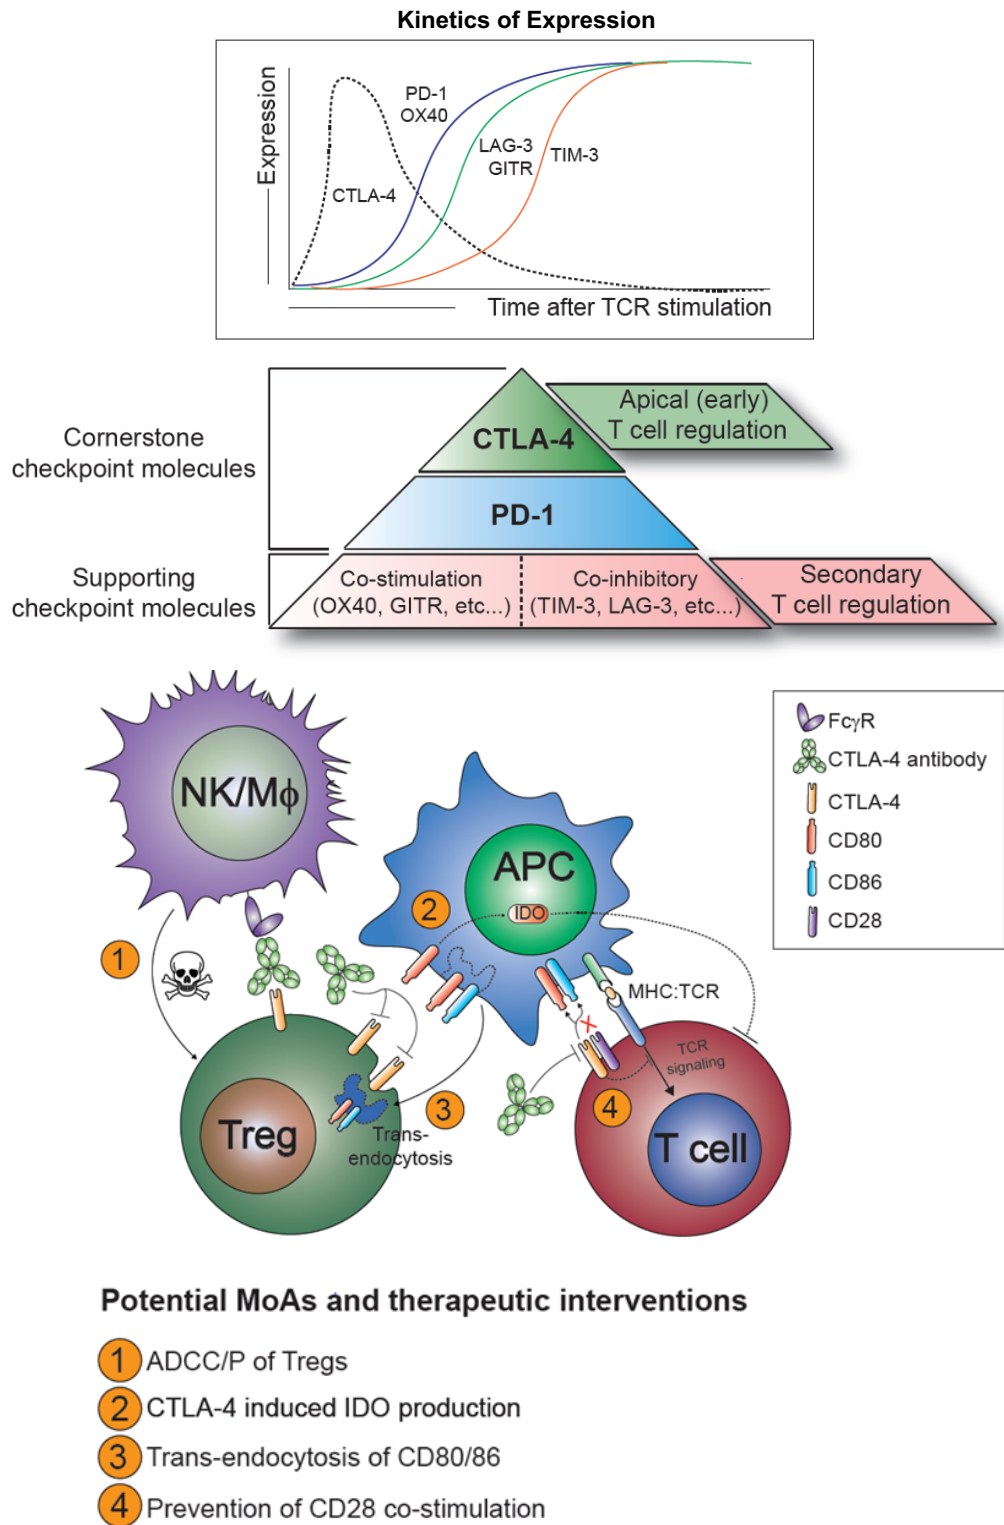 Kinetics of Expression
Expression
PD-1
OX40
LAG-3
GITR
TIM-3
CTLA-4
Time after TCR stimulation
Cornerstone
checkpoint molecules
CTLA-4
Apical (early)
T cell regulation
PD-1
Supporting
checkpoint molecules
Co-stimulation
(OX40, GITR, etc...)
Co-inhibitory
(TIM-3, LAG-3, etc...)
Secondary
T cell regulation
NK/Mϕ
FcγR
CTLA-4 antibody
CTLA-4
CD80
CD86
CD28
APC
IDO
2
1
MHC:TCR
TCR
signaling
3
4
Treg
Trans-
endocytosis
T cell
Potential MoAs and therapeutic interventions
1 ADCC/P of Tregs
2 CTLA-4 induced IDO production
3 Trans-endocytosis of CD80/86
4 Prevention of CD28 co-stimulation